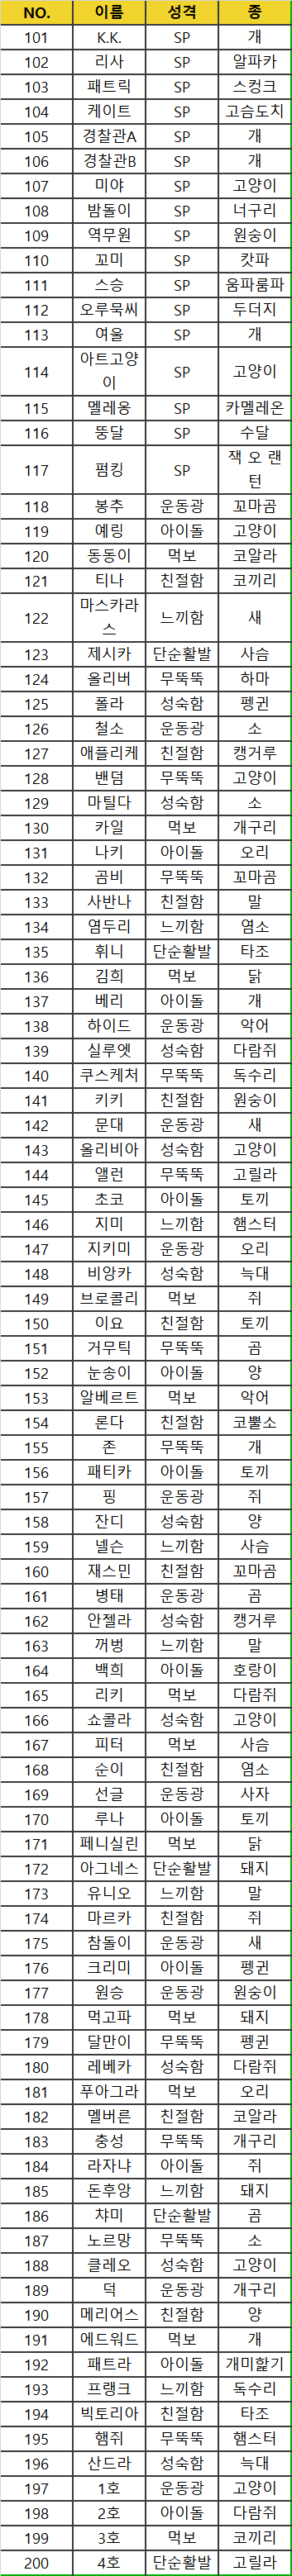 NO. 이름 성격 종
101 K.K. SP 개
102 리사 SP 알파카
103 패트릭 SP 스컹크
104 케이트 SP 고슴도치
105 경찰관A SP 개
106 경찰관B SP 개
107 미야 SP 고양이
108 밤돌이 SP 너구리
109 역무원 SP 원숭이
110 꼬미 SP 캇파
111 스승 SP 움파룸파
112 오루묵씨 SP 두더지
113 여울 SP 개
114 아트고양이 SP 고양이
115 멜레옹 SP 카멜레온
116 뚱달 SP 수달
117 펌킹 SP 잭 오 랜턴
118 봉추 운동광 꼬마곰
119 예링 아이돌 고양이
120 동동이 먹보 코알라
121 티나 친절함 코끼리
122 마스카라스 느끼함 새
123 제시카 단순활발 사슴
124 올리버 무뚝뚝 하마
125 폴라 성숙함 펭귄
126 철소 운동광 소
127 애플리케 친절함 캥거루
128 밴덤 무뚝뚝 고양이
129 마틸다 성숙함 소
130 카일 먹보 개구리
131 나키 아이돌 오리
132 곰비 무뚝뚝 꼬마곰
133 사반나 친절함 말
134 염두리 느끼함 염소
135 휘니 단순활발 타조
136 김희 먹보 닭
137 베리 아이돌 개
138 하이드 운동광 악어
139 실루엣 성숙함 다람쥐
140 쿠스케처 무뚝뚝 독수리
141 키키 친절함 원숭이
142 문대 운동광 새
143 올리비아 성숙함 고양이
144 앨런 무뚝뚝 고릴라
145 초코 아이돌 토끼
146 지미 느끼함 햄스터
147 지키미 운동광 오리
148 비앙카 성숙함 늑대
149 브로콜리 먹보 쥐
150 이요 친절함 토끼
151 거무틱 무뚝뚝 곰
152 눈송이 아이돌 양
153 알베르트 먹보 악어
154 론다 친절함 코뿔소
155 존 무뚝뚝 개
156 패티카 아이돌 토끼
157 핑 운동광 쥐
158 잔디 성숙함 양
159 넬슨 느끼함 사슴
160 재스민 친절함 꼬마곰
161 병태 운동광 곰
162 안젤라 성숙함 캥거루
163 꺼벙 느끼함 말
164 백희 아이돌 호랑이
165 리키 먹보 다람쥐
166 쇼콜라 성숙함 고양이
167 피터 먹보 사슴
168 순이 친절함 염소
169 선글 운동광 사자
170 루나 아이돌 토끼
171 페니실린 먹보 닭
172 아그네스 단순활발 돼지
173 유니오 느끼함 말
174 마르카 친절함 쥐
175 참돌이 운동광 새
176 크리미 아이돌 펭귄
177 원승 운동광 원숭이
178 먹고파 먹보 돼지
179 달만이 무뚝뚝 펭귄
180 레베카 성숙함 다람쥐
181 푸아그라 먹보 오리
182 멜버른 친절함 코알라
183 충성 무뚝뚝 개구리
184 라자냐 아이돌 쥐
185 돈후앙 느끼함 돼지
186 챠미 단순활발 곰
187 노르망 무뚝뚝 소
188 클레오 성숙함 고양이
189 덕 운동광 개구리
190 메리어스 친절함 양
191 에드워드 먹보 개
192 패트라 아이돌 개미핥기
193 프랭크 느끼함 독수리
194 빅토리아 친절함 타조
195 햄쥐 무뚝뚝 햄스터
196 산드라 성숙함 늑대
197 1호 운동광 고양이
198 2호 아이돌 다람쥐
199 3호 먹보 코끼리
200 4호 단순활발 고릴라